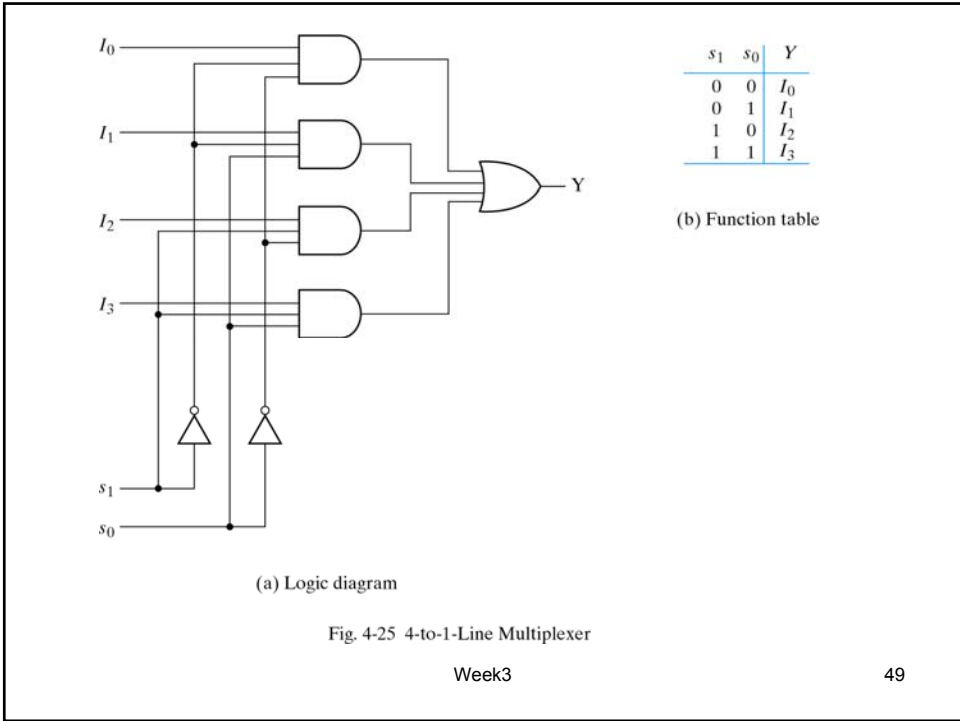 I₀
I₁
I₂
I₃
s₁
s₀
Y
(a) Logic diagram
s₁ s₀ Y
0 0 I₀
0 1 I₁
1 0 I₂
1 1 I₃
(b) Function table
Fig. 4-25 4-to-1-Line Multiplexer
Week3 49